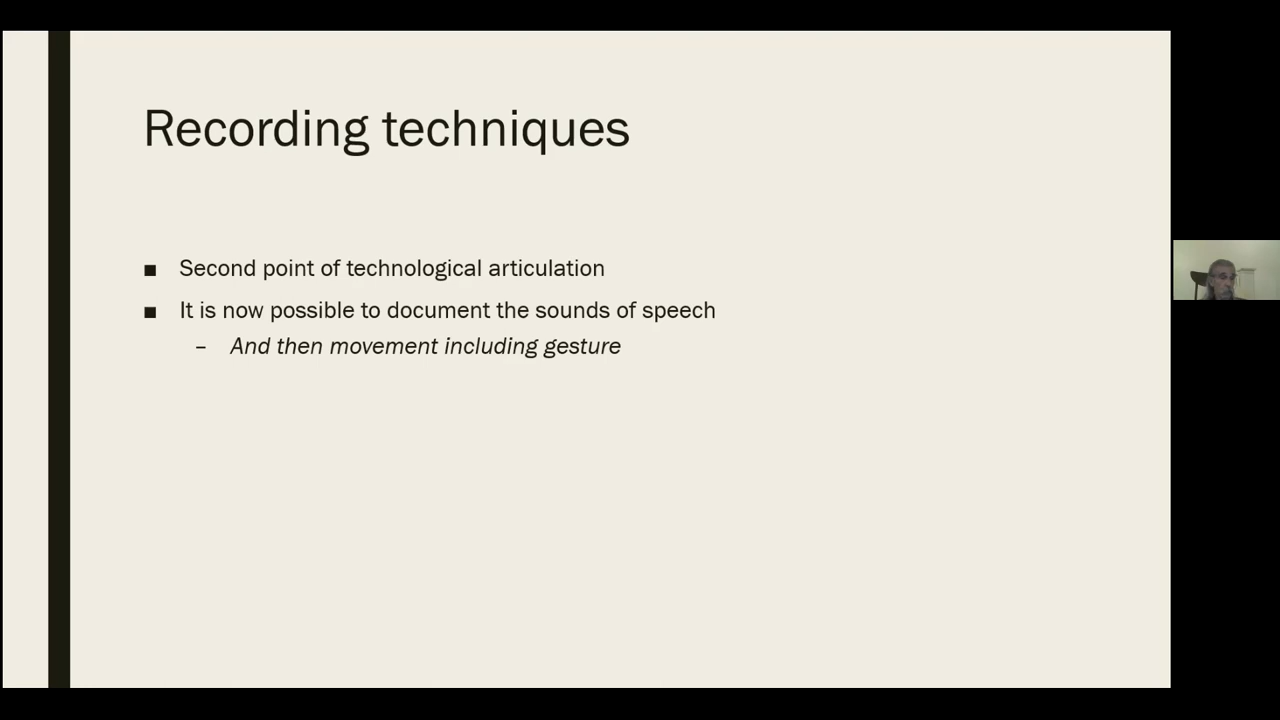 Recording techniques
■ Second point of technological articulation
■ It is now possible to document the sounds of speech
– And then movement including gesture